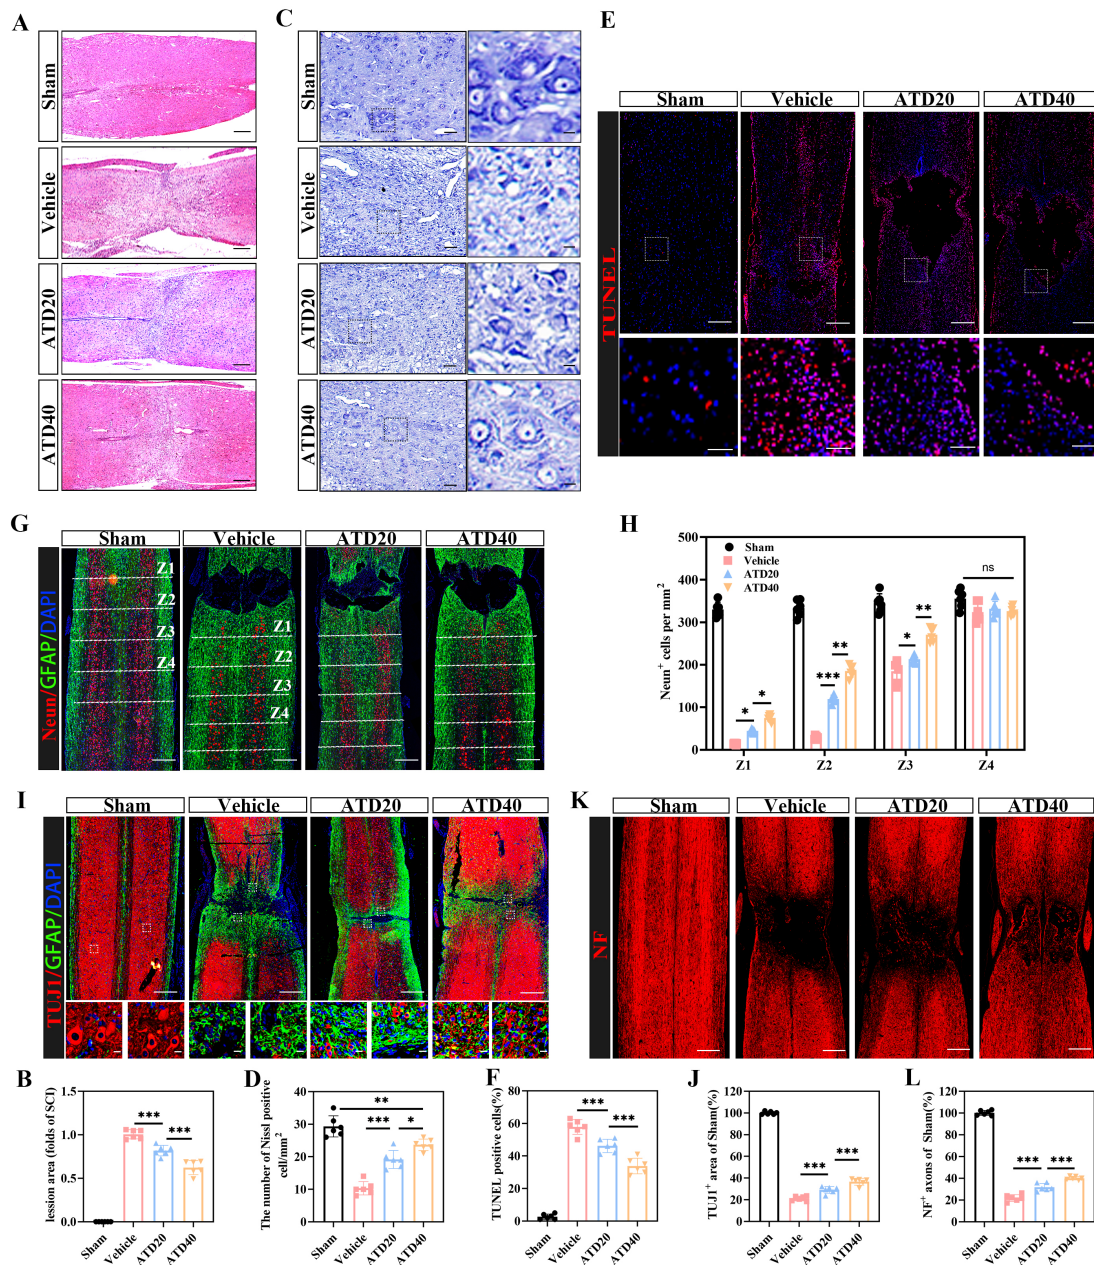 A
Sham
Vehicle
ATD20
ATD40
C
Sham
Vehicle
ATD20
ATD40
E
Sham Vehicle ATD20 ATD40
TUNEL
G
Sham Vehicle ATD20 ATD40
Neun/GFAP/DAPI
Z1
Z2
Z3
Z4
Z1
Z2
Z3
Z4
H
Sham
Vehicle
ATD20
ATD40
Neun+ cells per mm2
500
400
300
200
100
0
* * *** ** * ** ns
Z1 Z2 Z3 Z4
I
Sham Vehicle ATD20 ATD40
TUJ1/GFAP/DAPI
K
Sham Vehicle ATD20 ATD40
NF
B
lession area (folds of SCI)
1.5
1.0
0.5
0.0
*** ***
Sham Vehicle ATD20 ATD40
D
The number of Nissl positive
cell/mm2
40
30
20
10
0
**
*** *
Sham Vehicle ATD20 ATD40
F
TUNEL positive cells(%)
80
60
40
20
0
***
***
Sham Vehicle ATD20 ATD40
J
TUJ1+ area of Sham(%)
120
100
80
60
40
20
0
*** ***
Sham Vehicle ATD20 ATD40
L
NF+ axons of Sham(%)
120
100
80
60
40
20
0
*** ***
Sham Vehicle ATD20 ATD40